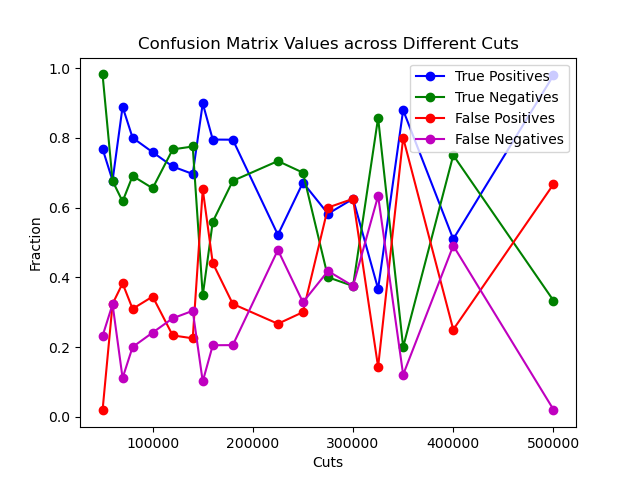 Confusion Matrix Values across Different Cuts
True Positives
True Negatives
False Positives
False Negatives
1.0
0.8
0.6
0.4
0.2
0.0
Fraction
100000 200000 300000 400000 500000
Cuts